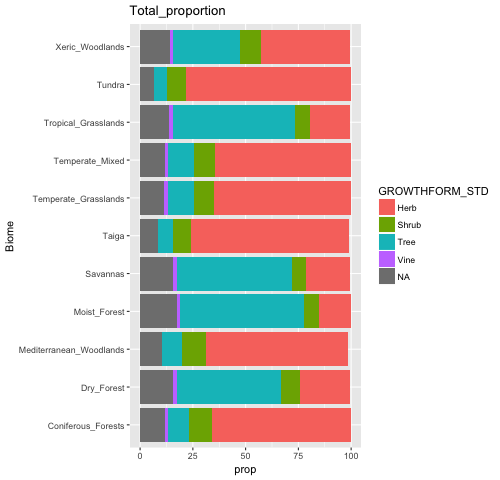 Total_proportion
Biome
Xeric_Woodlands
Tundra
Tropical_Grasslands
Temperate_Mixed
Temperate_Grasslands
Taiga
Savannas
Moist_Forest
Mediterranean_Woodlands
Dry_Forest
Coniferous_Forests
0 25 50 75 100
prop
GROWTHFORM_STD
Herb
Shrub
Tree
Vine
NA